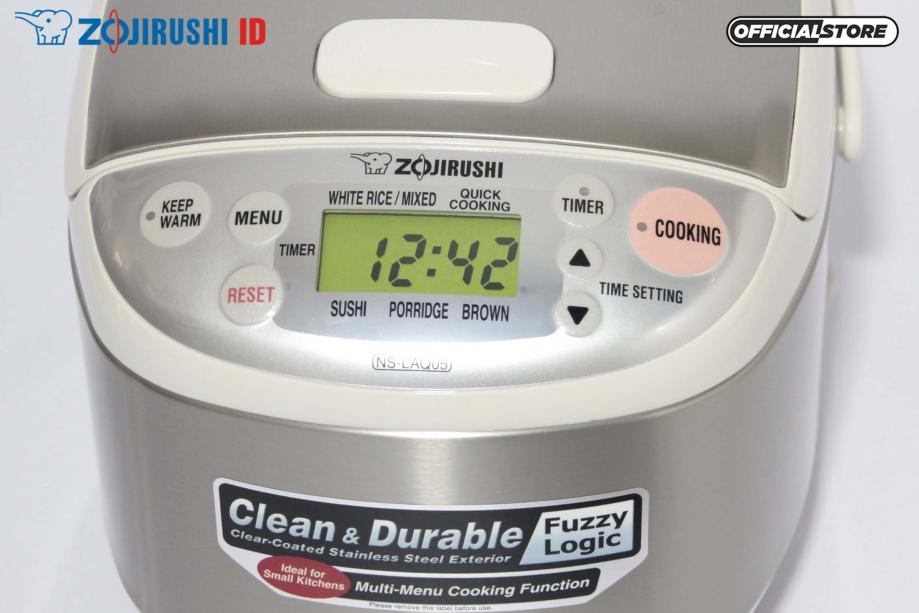 ZOJIRUSHI ID
OFFICIALSTORE
ZOJIRUSHI
WHITE RICE / MIXED
QUICK
COOKING
KEEP
WARM
MENU
TIMER
12:42
TIMER
COOKING
RESET
TIME SETTING
SUSHI PORRIDGE BROWN
NS-LAQ05
Clean & Durable
Clear-Coated Stainless Steel Exterior
Fuzzy
Logic
Ideal for
Small Kitchens
Multi-Menu Cooking Function
Please remove this label before use.